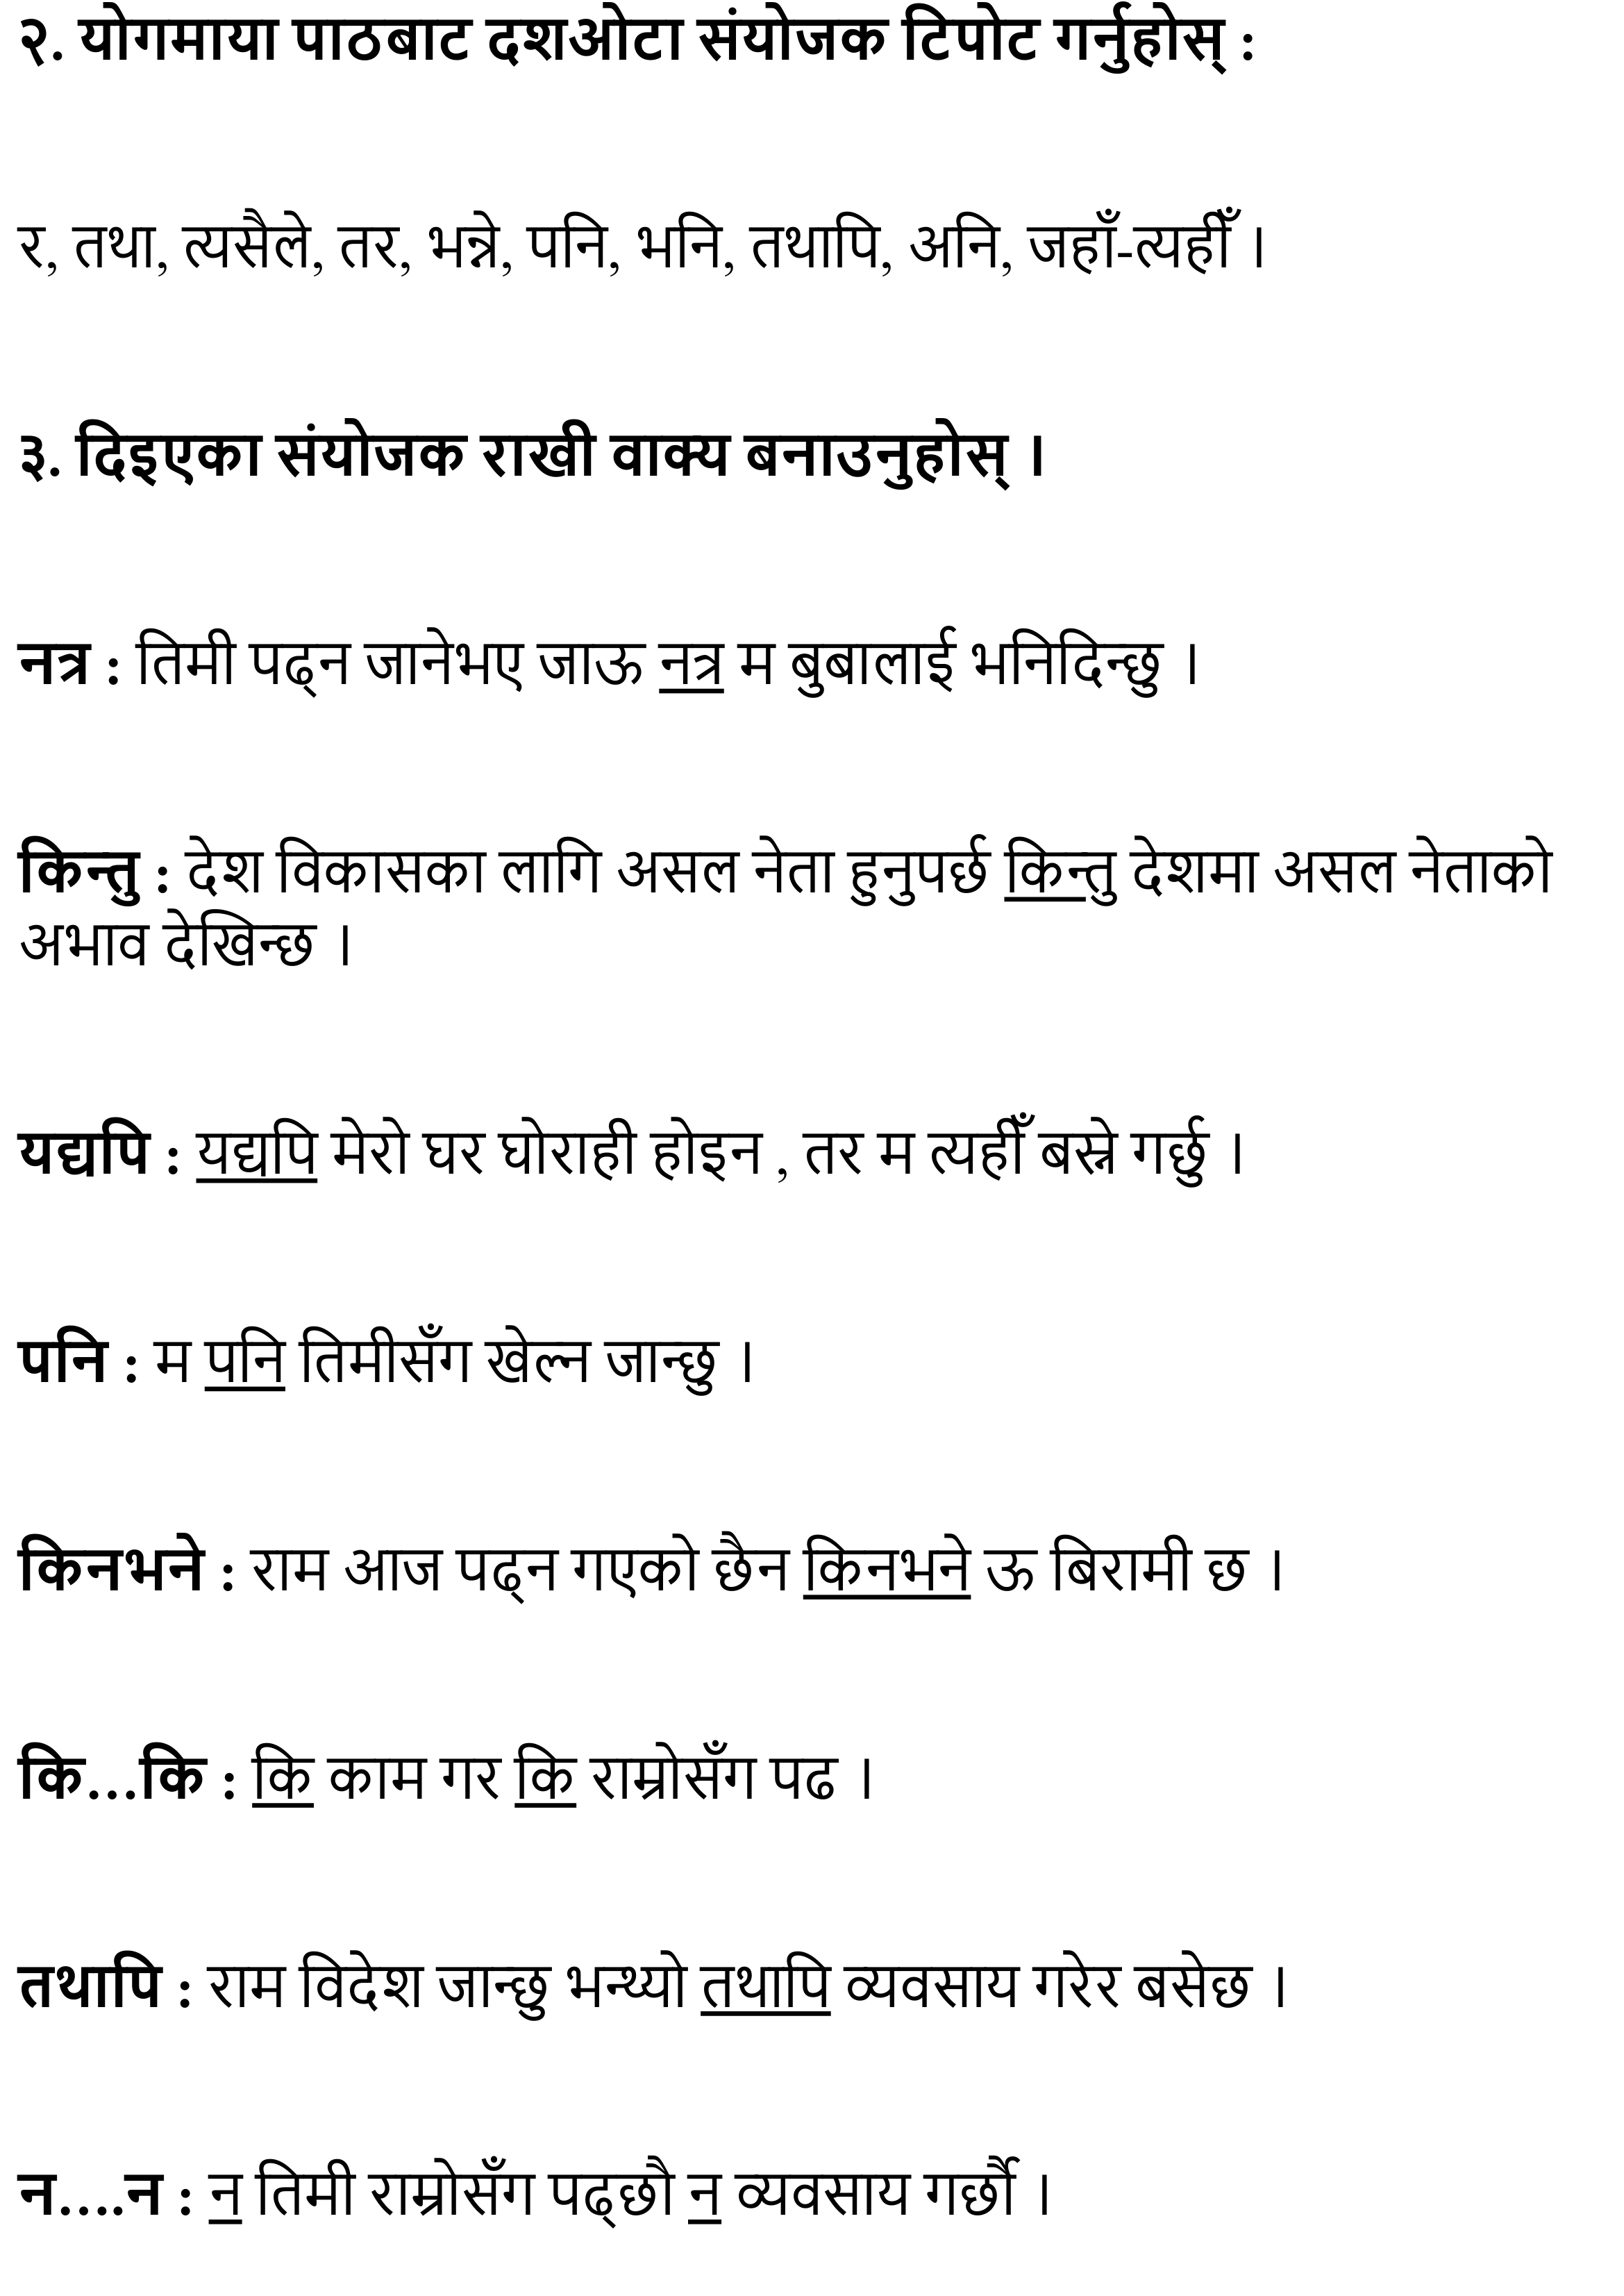 २. योगमाया पाठबाट दशओटा संयोजक टिपोट गर्नुहोस् :
र, तथा, त्यसैले, तर, भन्ने, पनि, भनि, तथापि, अनि, जहाँ-त्यहीँ ।
३. दिइएका संयोजक राखी वाक्य बनाउनुहोस् ।
नत्र : तिमी पढ्न जानेभए जाऊ नत्र म बुबालाई भनिदिन्छु ।
किन्तु : देश विकासका लागि असल नेता हुनुपर्छ किन्तु देशमा असल नेताको
अभाव देखिन्छ ।
यद्यपि : यद्यपि मेरो घर घोराही होइन , तर म त्यहीँ बस्ने गर्छु ।
पनि : म पनि तिमीसँग खेल्न जान्छु ।
किनभने : राम आज पढ्न गएको छैन किनभने ऊ बिरामी छ ।
कि...कि : कि काम गर कि राम्रोसँग पढ ।
तथापि : राम विदेश जान्छु भन्थ्यो तथापि व्यवसाय गरेर बसेछ ।
न....न : न तिमी राम्रोसँग पढ्छौ न व्यवसाय गर्छौ ।